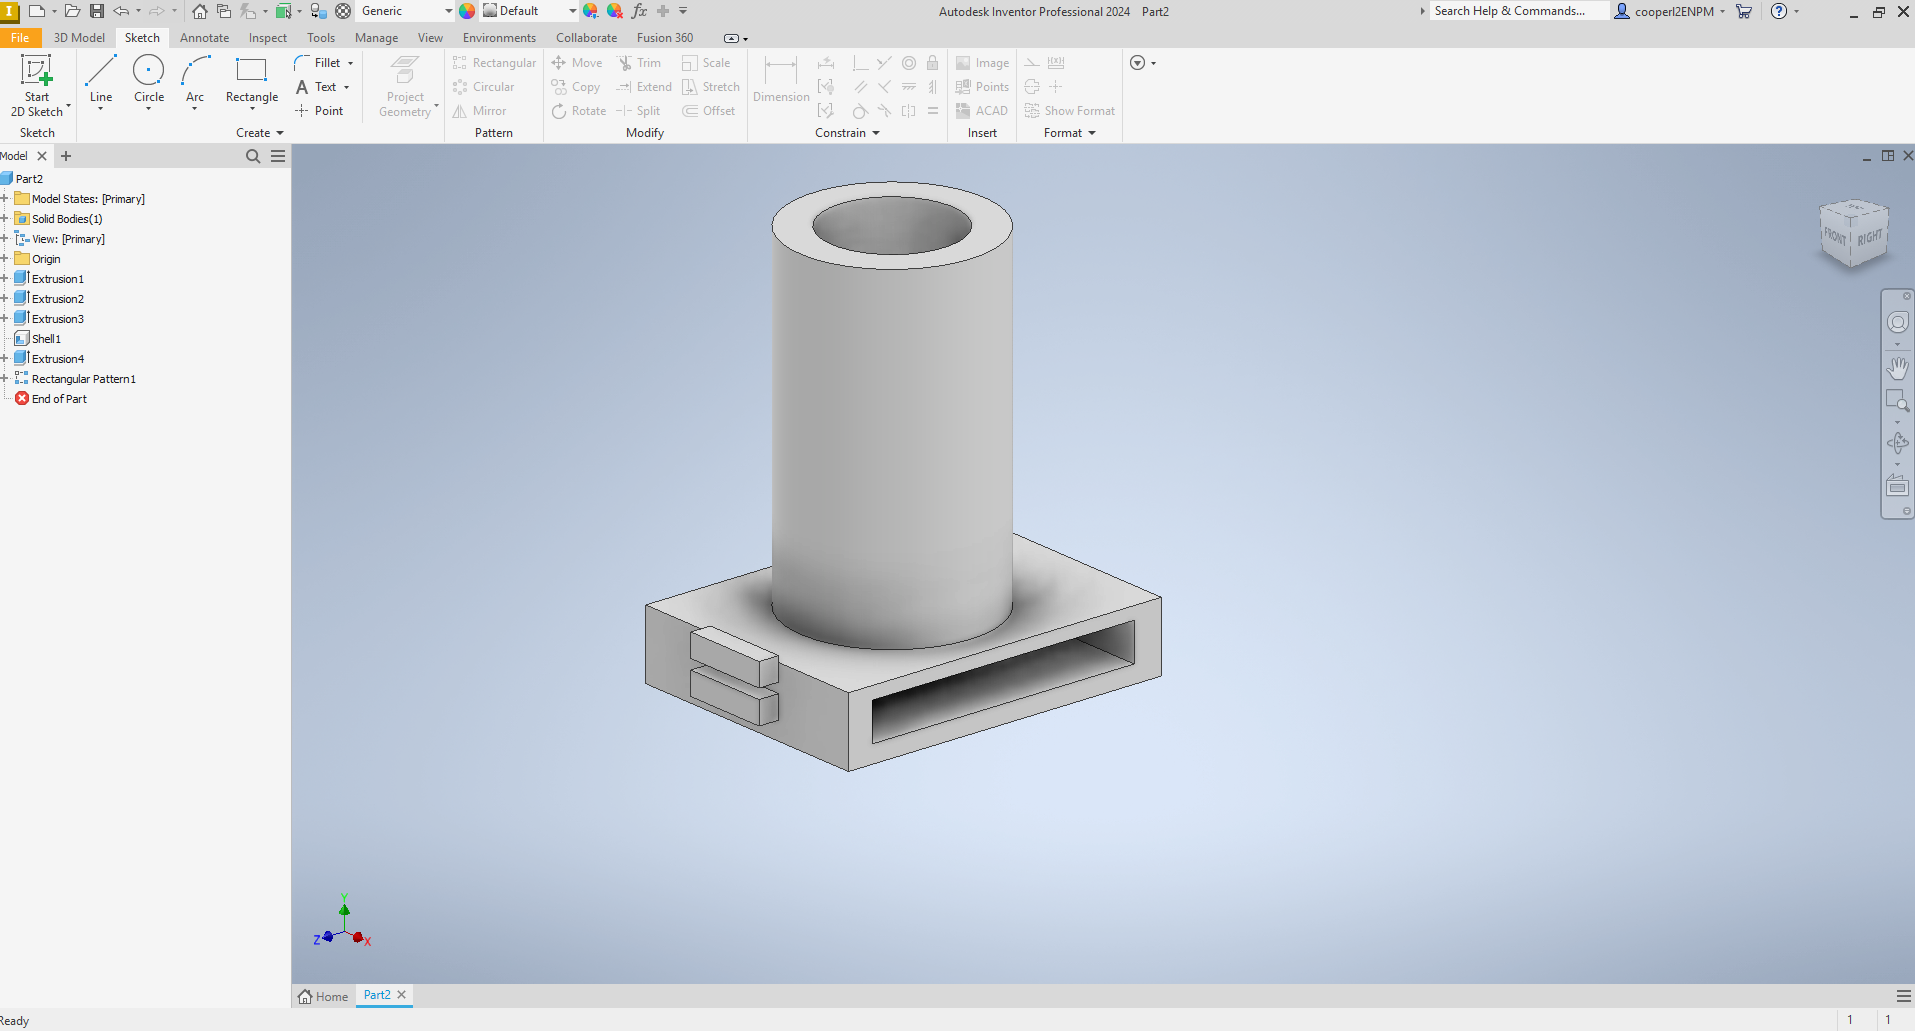 I Generic Default fx Autodesk Inventor Professional 2024 Part2 Search Help & Commands... cooperl2ENPM ?
File 3D Model Sketch Annotate Inspect Tools Manage View Environments Collaborate Fusion 360
Fillet Rectangular Move Trim Scale Image
A Text Circular Copy Extend Stretch Points
Start Line Circle Arc Rectangle Project Dimension
2D Sketch Point Geometry Mirror Rotate Split Offset ACAD Show Format
Sketch Create Pattern Modify Constrain Insert Format
Model
Part2
Model States: [Primary]
Solid Bodies(1)
View: [Primary]
Origin
Extrusion1
Extrusion2
Extrusion3
Shell1
Extrusion4
Rectangular Pattern1
End of Part
FRONT RIGHT
Y
Z X
Home Part2
Ready 1 1